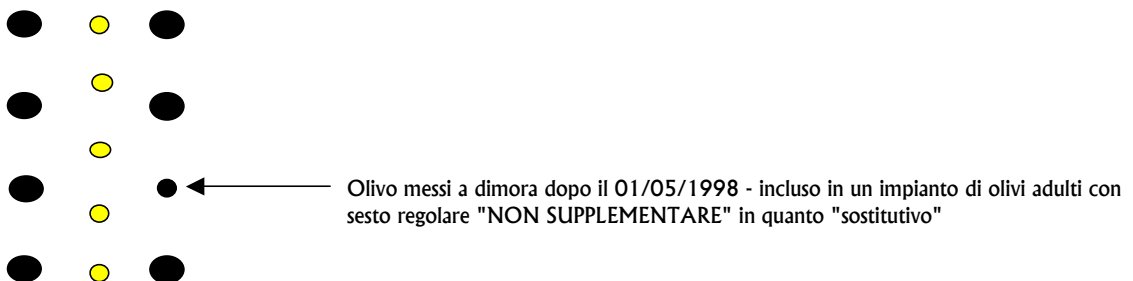 Olivo messi a dimora dopo il 01/05/1998 - incluso in un impianto di olivi adulti con
sesto regolare "NON SUPPLEMENTARE" in quanto "sostitutivo"